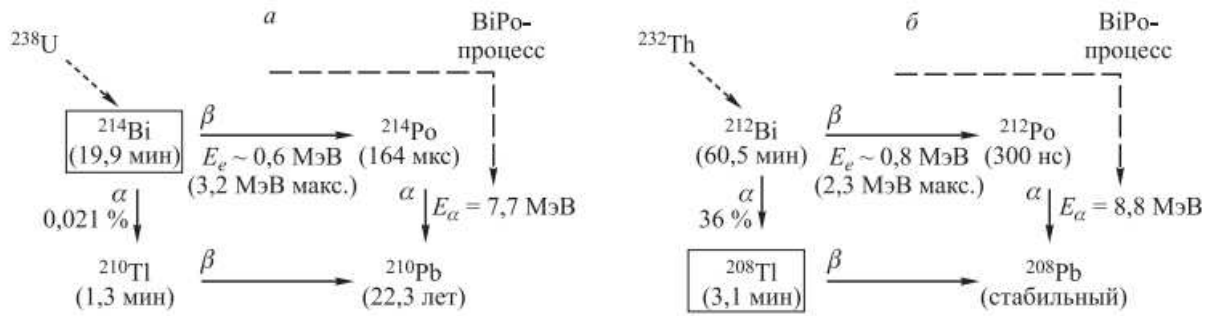 а
BiPo-
процесс
²³⁸U
²¹⁴Bi
(19,9 мин)
β
E_e ~ 0,6 МэВ
(3,2 МэВ макс.)
²¹⁴Po
(164 мкс)
α
0,021 %
α
E_α = 7,7 МэВ
²¹⁰Tl
(1,3 мин)
β
²¹⁰Pb
(22,3 лет)
б
BiPo-
процесс
²³²Th
²¹²Bi
(60,5 мин)
β
E_e ~ 0,8 МэВ
(2,3 МэВ макс.)
²¹²Po
(300 нс)
α
36 %
α
E_α = 8,8 МэВ
²⁰⁸Tl
(3,1 мин)
β
²⁰⁸Pb
(стабильный)